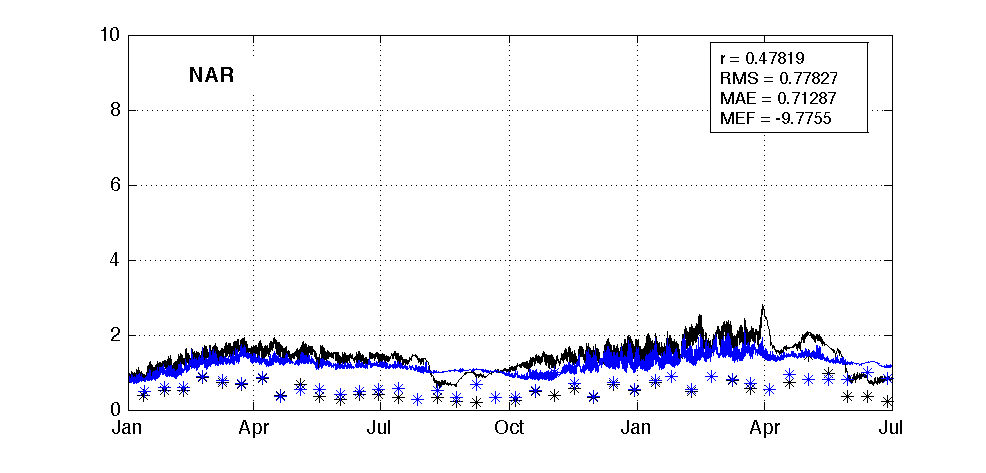 10
NAR
r = 0.47819
RMS = 0.77827
MAE = 0.71287
MEF = -9.7755
8
6
4
2
0
Jan Apr Jul Oct Jan Apr Jul